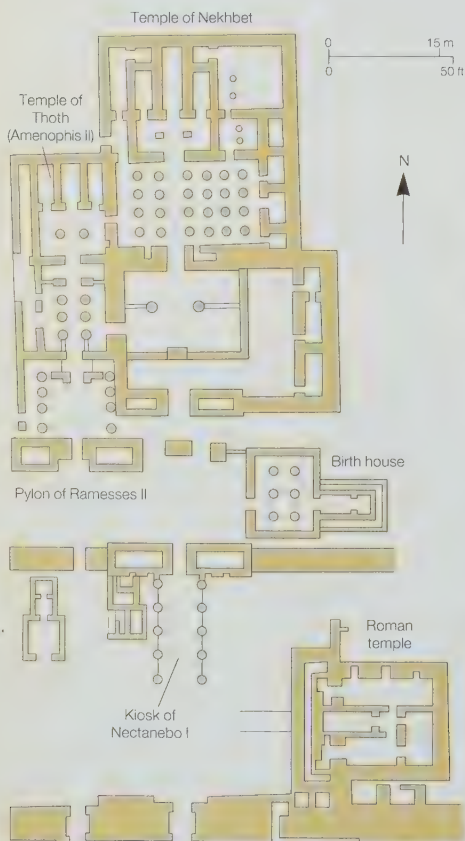 Temple of Nekhbet
0 15 m
0 50 ft
Temple of
Thoth
(Amenophis II)
N
Birth house
Pylon of Ramesses II
Roman
temple
Kiosk of
Nectanebo I